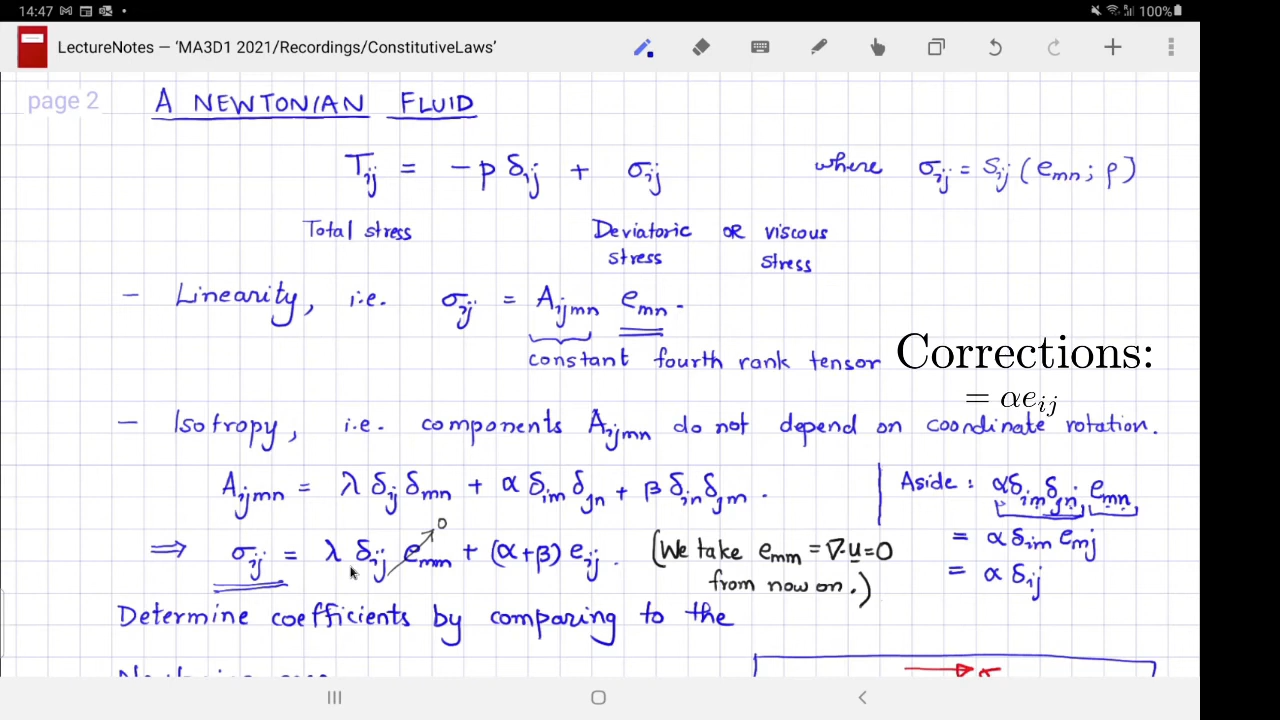 14:47 100%
LectureNotes — ‘MA3D1 2021/Recordings/ConstitutiveLaws’
page 2
A NEWTONIAN FLUID
T_ij = -p δ_ij + σ_ij where σ_ij = S_ij (e_mn; ρ)
Total stress Deviatoric OR viscous
stress stress
- Linearity, i.e. σ_ij = A_ijmn e_mn.
constant fourth rank tensor
Corrections:
= αe_ij
- Isotropy, i.e. components A_ijmn do not depend on coordinate rotation.
A_ijmn = λ δ_ij δ_mn + α δ_im δ_jn + β δ_in δ_jm.
Aside: αδ_im δ_jn e_mn
= α δ_im e_mj
= α δ_ij
⇒ σ_ij = λ δ_ij e_mm 0 + (α+β) e_ij. (We take e_mm = ∇·u = 0
from now on.)
Determine coefficients by comparing to the